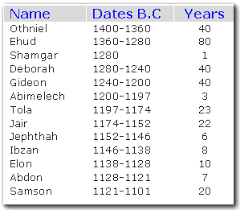 Name Dates B.C Years
Othniel 1400-1360 40
Ehud 1360-1280 80
Shamgar 1280 1
Deborah 1280-1240 40
Gideon 1240-1200 40
Abimelech 1200-1197 3
Tola 1197-1174 23
Jair 1174-1152 22
Jephthah 1152-1146 6
Ibzan 1146-1138 8
Elon 1138-1128 10
Abdon 1128-1121 7
Samson 1121-1101 20